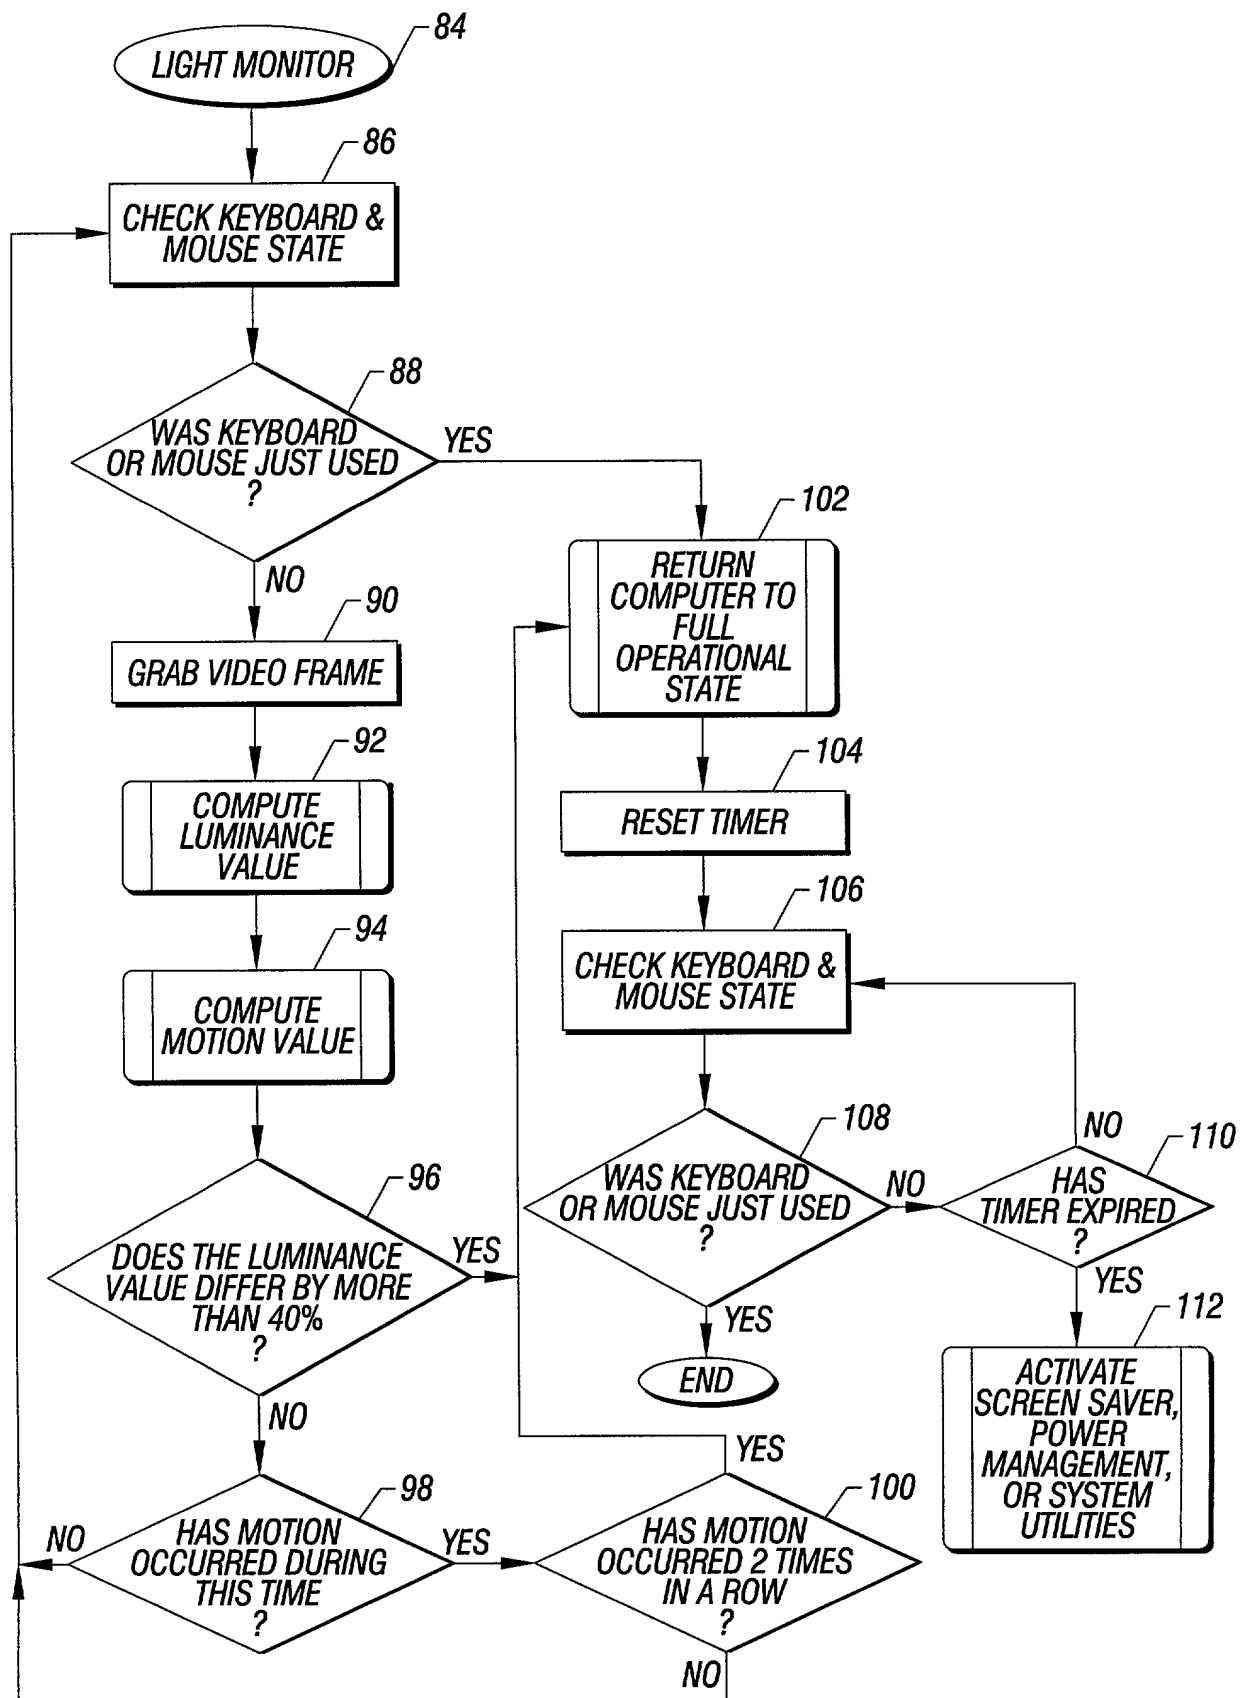 84
LIGHT MONITOR
86
CHECK KEYBOARD &
MOUSE STATE
88
WAS KEYBOARD
OR MOUSE JUST USED
?
YES
NO
90
GRAB VIDEO FRAME
92
COMPUTE
LUMINANCE
VALUE
94
COMPUTE
MOTION VALUE
96
DOES THE LUMINANCE
VALUE DIFFER BY MORE
THAN 40%
?
YES
NO
98
HAS MOTION
OCCURRED DURING
THIS TIME
?
NO
YES
100
HAS MOTION
OCCURRED 2 TIMES
IN A ROW
?
YES
NO
102
RETURN
COMPUTER TO
FULL
OPERATIONAL
STATE
104
RESET TIMER
106
CHECK KEYBOARD &
MOUSE STATE
108
WAS KEYBOARD
OR MOUSE JUST USED
?
NO
YES
END
110
HAS
TIMER EXPIRED
?
NO
YES
112
ACTIVATE
SCREEN SAVER,
POWER
MANAGEMENT,
OR SYSTEM
UTILITIES